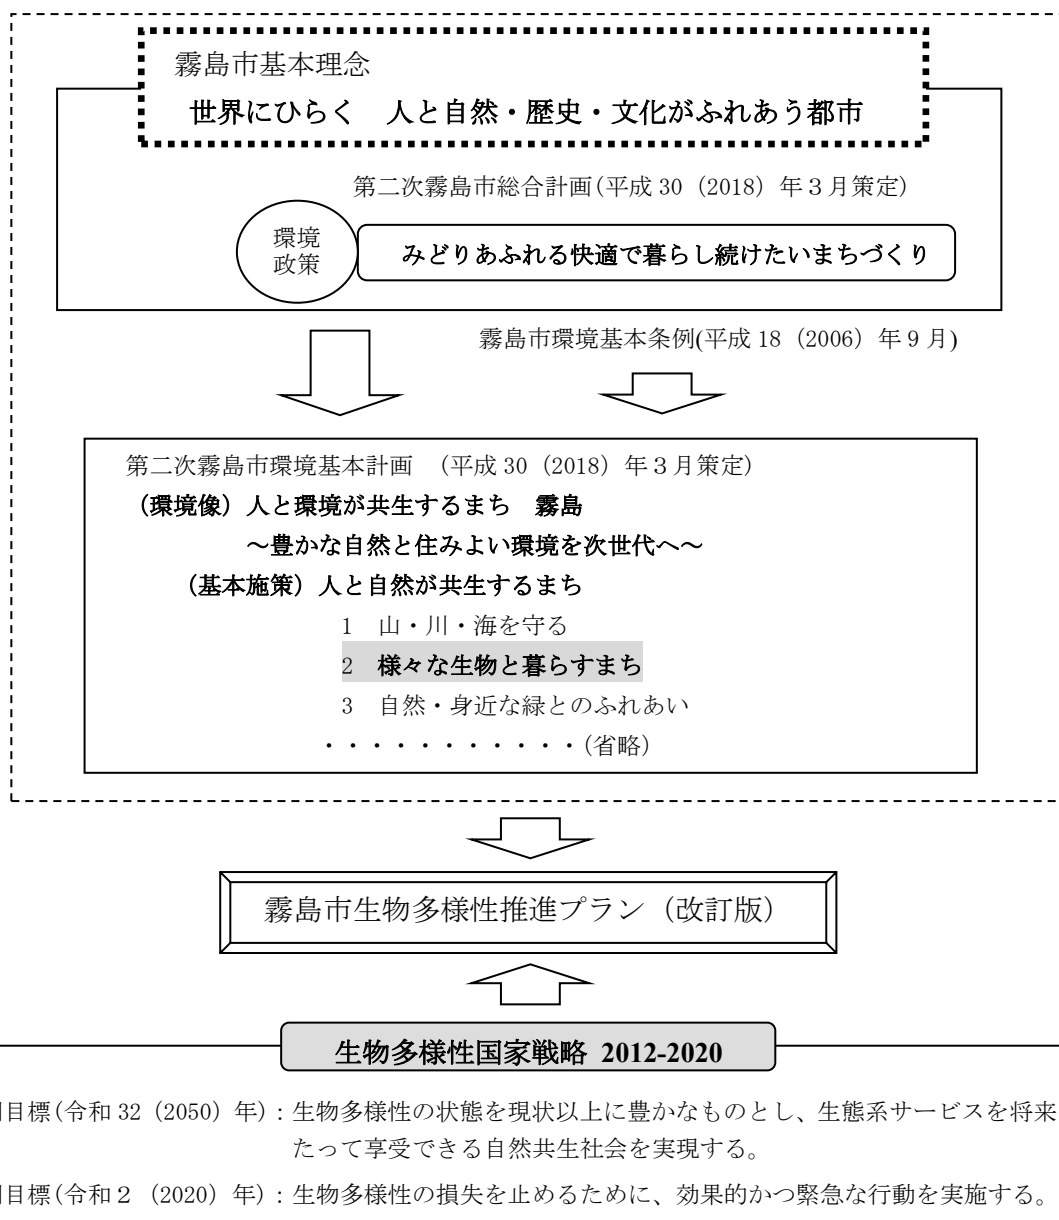 霧島市基本理念
世界にひらく　人と自然・歴史・文化がふれあう都市
第二次霧島市総合計画(平成 30（2018）年３月策定)
環境
政策
みどりあふれる快適で暮らし続けたいまちづくり
霧島市環境基本条例(平成 18（2006）年 9 月)
第二次霧島市環境基本計画　（平成 30（2018）年３月策定)
（環境像）人と環境が共生するまち　霧島
～豊かな自然と住みよい環境を次世代へ～
（基本施策）人と自然が共生するまち
1　山・川・海を守る
2　様々な生物と暮らすまち
3　自然・身近な緑とのふれあい
・・・・・・・・・・・(省略)
霧島市生物多様性推進プラン（改訂版）
生物多様性国家戦略 2012-2020
目標(令和 32（2050）年)：生物多様性の状態を現状以上に豊かなものとし、生態系サービスを将来
たって享受できる自然共生社会を実現する。
目標(令和２（2020）年)：生物多様性の損失を止めるために、効果的かつ緊急な行動を実施する。